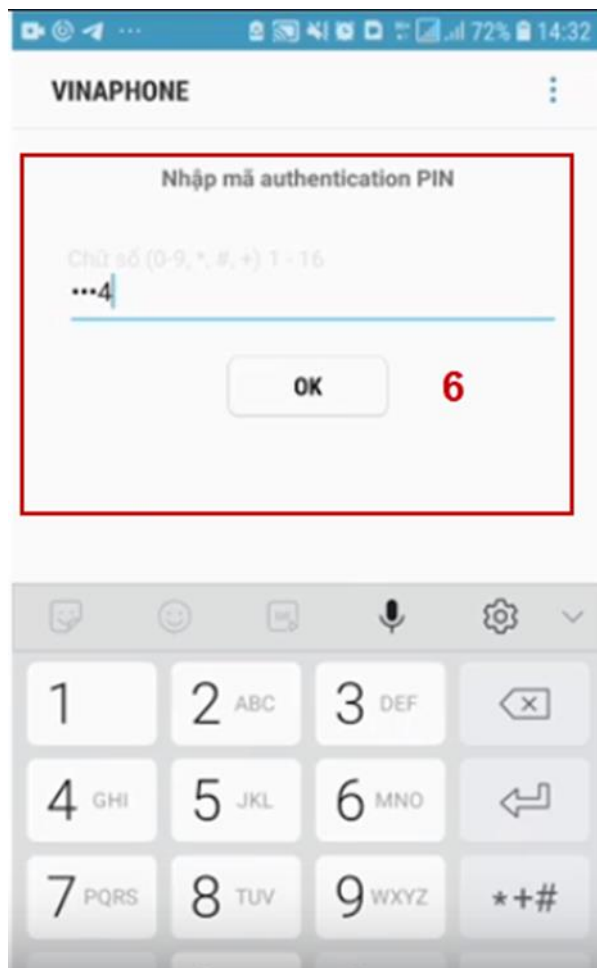 72% 14:32
VINAPHONE
Nhập mã authentication PIN
Chữ số (0-9, *, #, +) 1 - 16
•••4
OK
6
1
2 ABC
3 DEF
4 GHI
5 JKL
6 MNO
7 PQRS
8 TUV
9 WXYZ
*+#